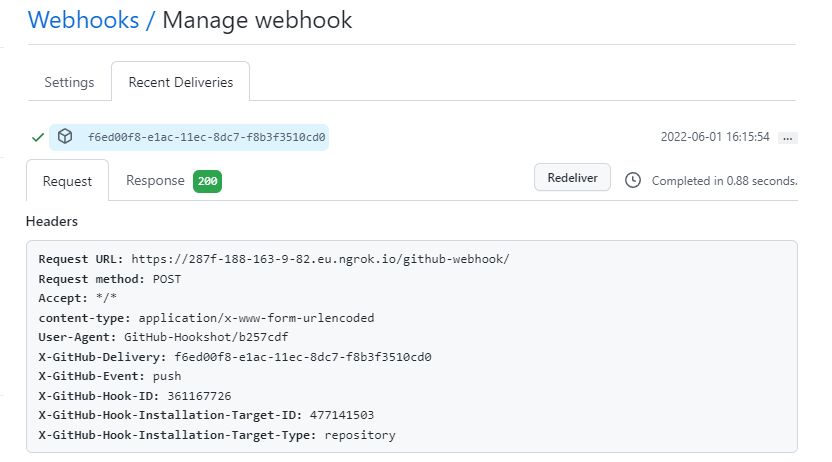 Webhooks / Manage webhook
Settings
Recent Deliveries
f6ed00f8-e1ac-11ec-8dc7-f8b3f3510cd0
2022-06-01 16:15:54 ...
Request
Response 200
Redeliver
Completed in 0.88 seconds.
Headers
Request URL: https://287f-188-163-9-82.eu.ngrok.io/github-webhook/
Request method: POST
Accept: */*
content-type: application/x-www-form-urlencoded
User-Agent: GitHub-Hookshot/b257cdf
X-GitHub-Delivery: f6ed00f8-e1ac-11ec-8dc7-f8b3f3510cd0
X-GitHub-Event: push
X-GitHub-Hook-ID: 361167726
X-GitHub-Hook-Installation-Target-ID: 477141503
X-GitHub-Hook-Installation-Target-Type: repository